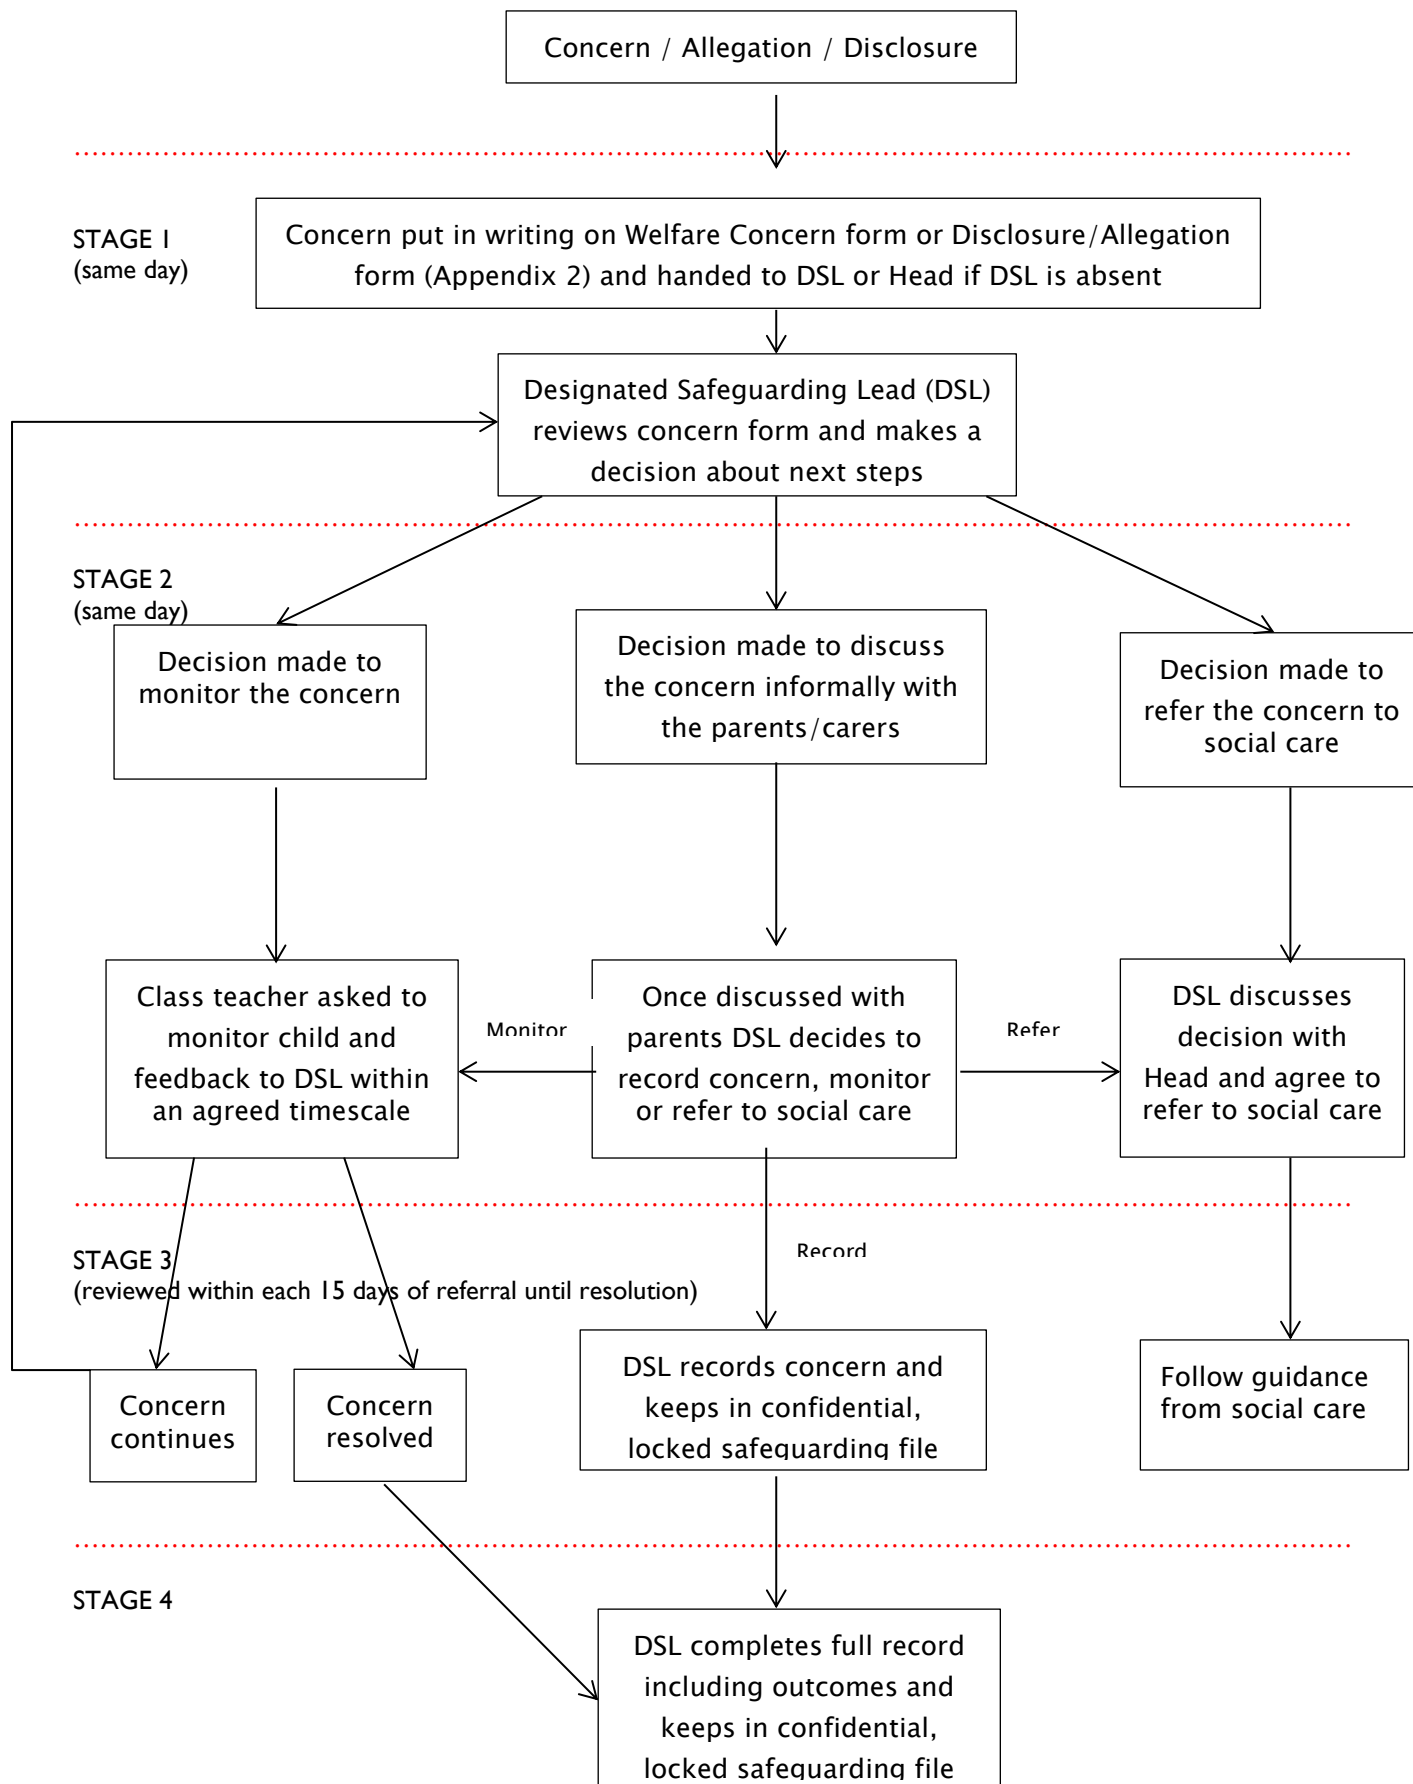 Concern / Allegation / Disclosure
STAGE 1
(same day)
Concern put in writing on Welfare Concern form or Disclosure/Allegation
form (Appendix 2) and handed to DSL or Head if DSL is absent
Designated Safeguarding Lead (DSL)
reviews concern form and makes a
decision about next steps
STAGE 2
(same day)
Decision made to
monitor the concern
Decision made to discuss
the concern informally with
the parents/carers
Decision made to
refer the concern to
social care
Class teacher asked to
monitor child and
feedback to DSL within
an agreed timescale
Monitor
Once discussed with
parents DSL decides to
record concern, monitor
or refer to social care
Refer
DSL discusses
decision with
Head and agree to
refer to social care
STAGE 3
(reviewed within each 15 days of referral until resolution)
Record
Concern
continues
Concern
resolved
DSL records concern and
keeps in confidential,
locked safeguarding file
Follow guidance
from social care
STAGE 4
DSL completes full record
including outcomes and
keeps in confidential,
locked safeguarding file